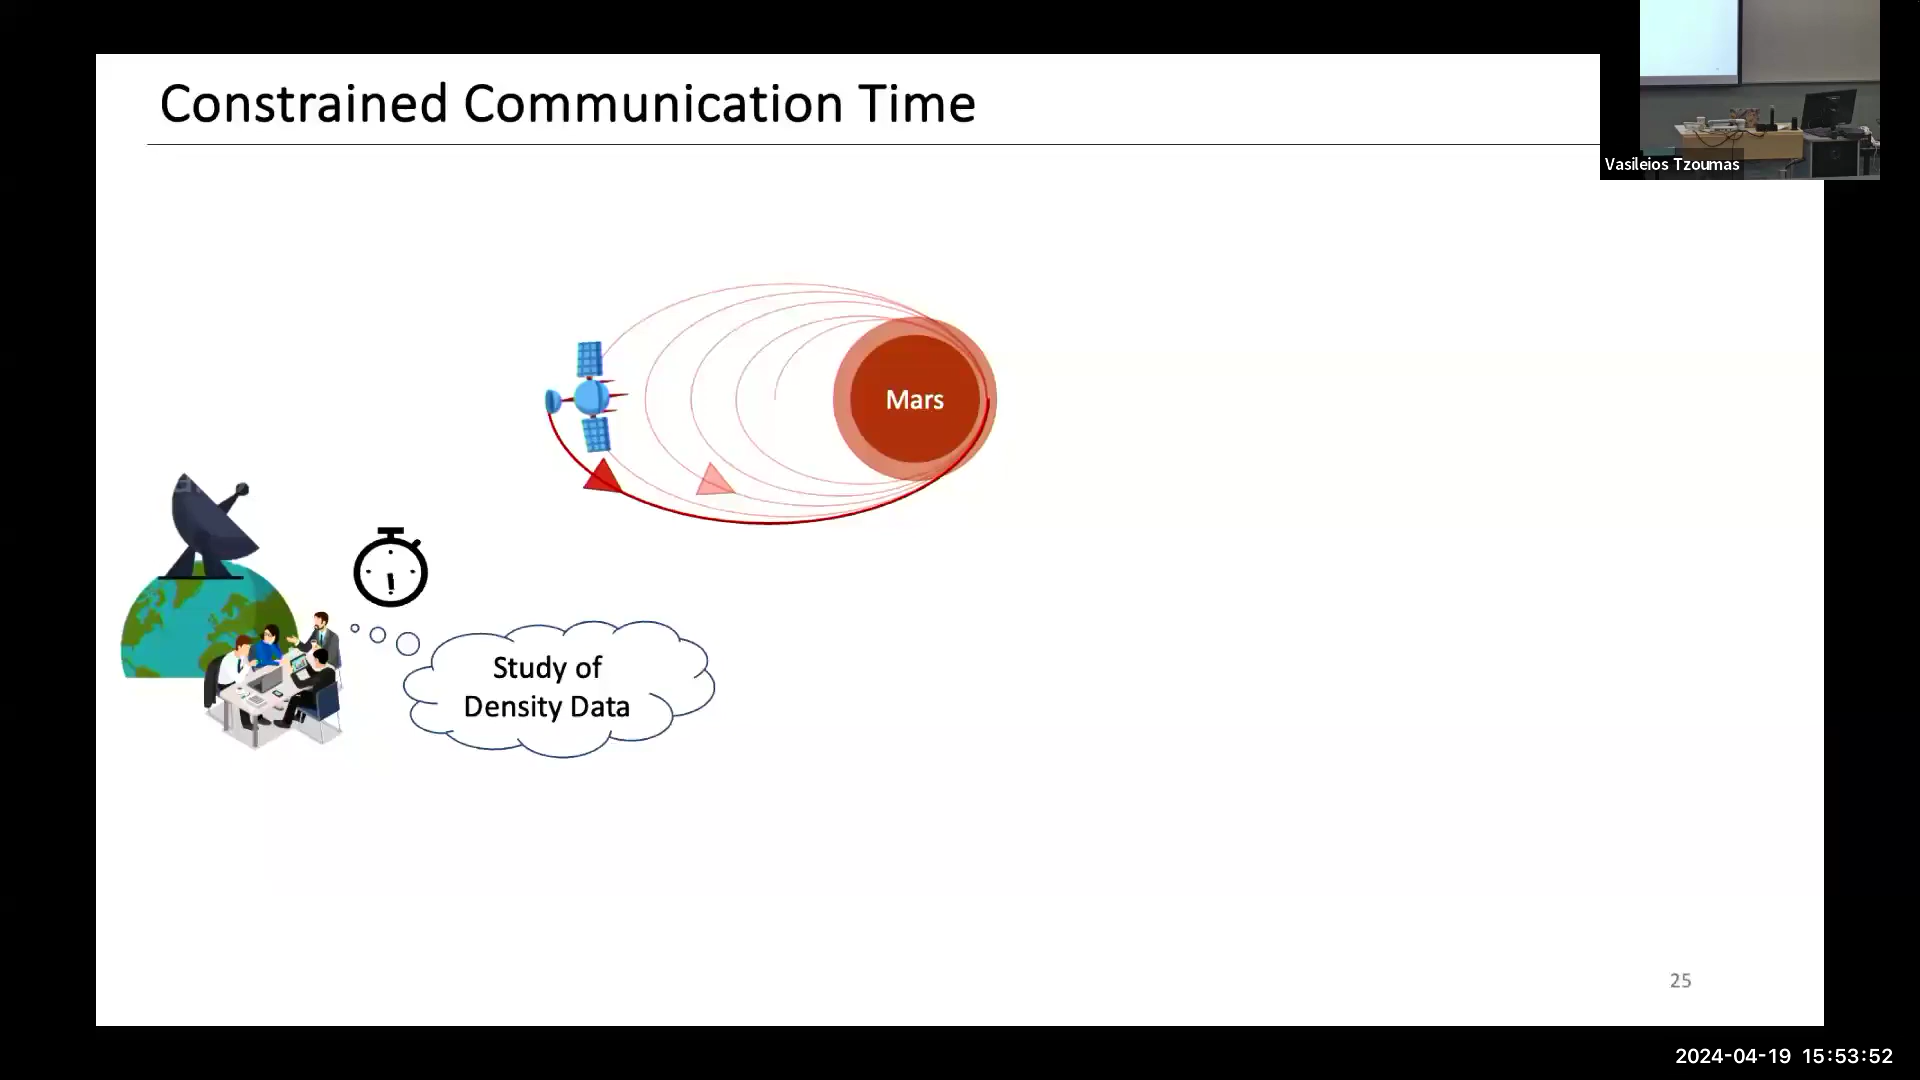 Constrained Communication Time
Vasileios Tzoumas
Mars
Study of
Density Data
25
2024-04-19 15:53:52